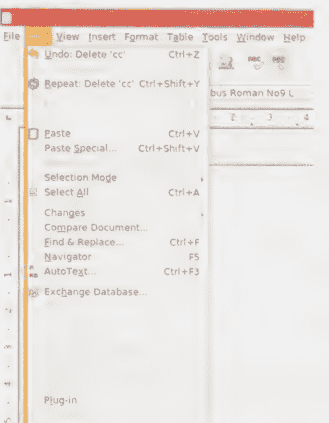 File View Insert Format Table Tools Window Help
Undo: Delete 'cc' Ctrl+Z
Repeat: Delete 'cc' Ctrl+Shift+Y
bus Roman No9 L
Paste Ctrl+V
Paste Special... Ctrl+Shift+V
Selection Mode
Select All Ctrl+A
Changes
Compare Document...
Find & Replace... Ctrl+F
Navigator F5
AutoText... Ctrl+F3
Exchange Database...
Plug-in